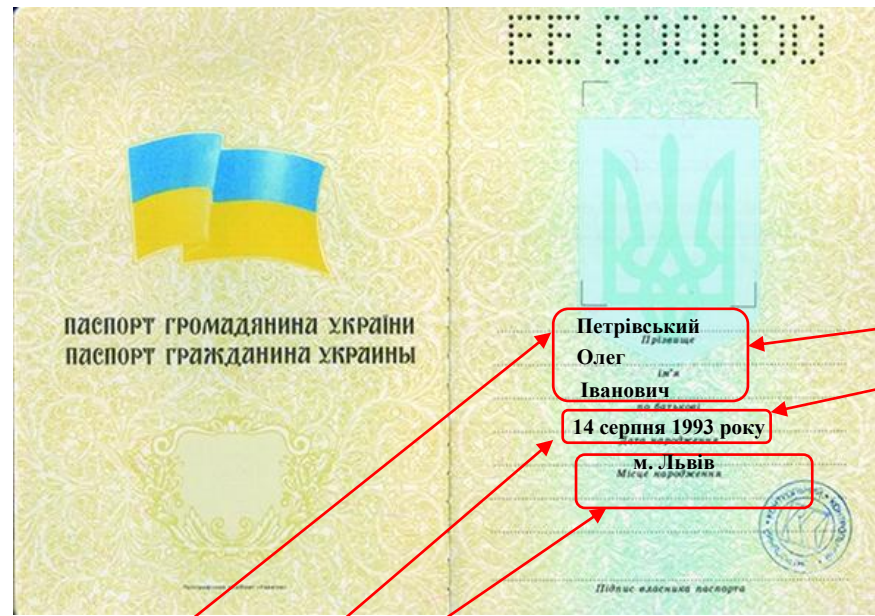 ПАСПОРТ ГРОМАДЯНИНА УКРАЇНИ
ПАСПОРТ ГРАЖДАНИНА УКРАИНЫ
ЕЕ 000000
Петрівський
Прізвище
Олег
ім'я
Іванович
по батькові
14 серпня 1993 року
Дата народження
м. Львів
Місце народження
Підпис власника паспорта